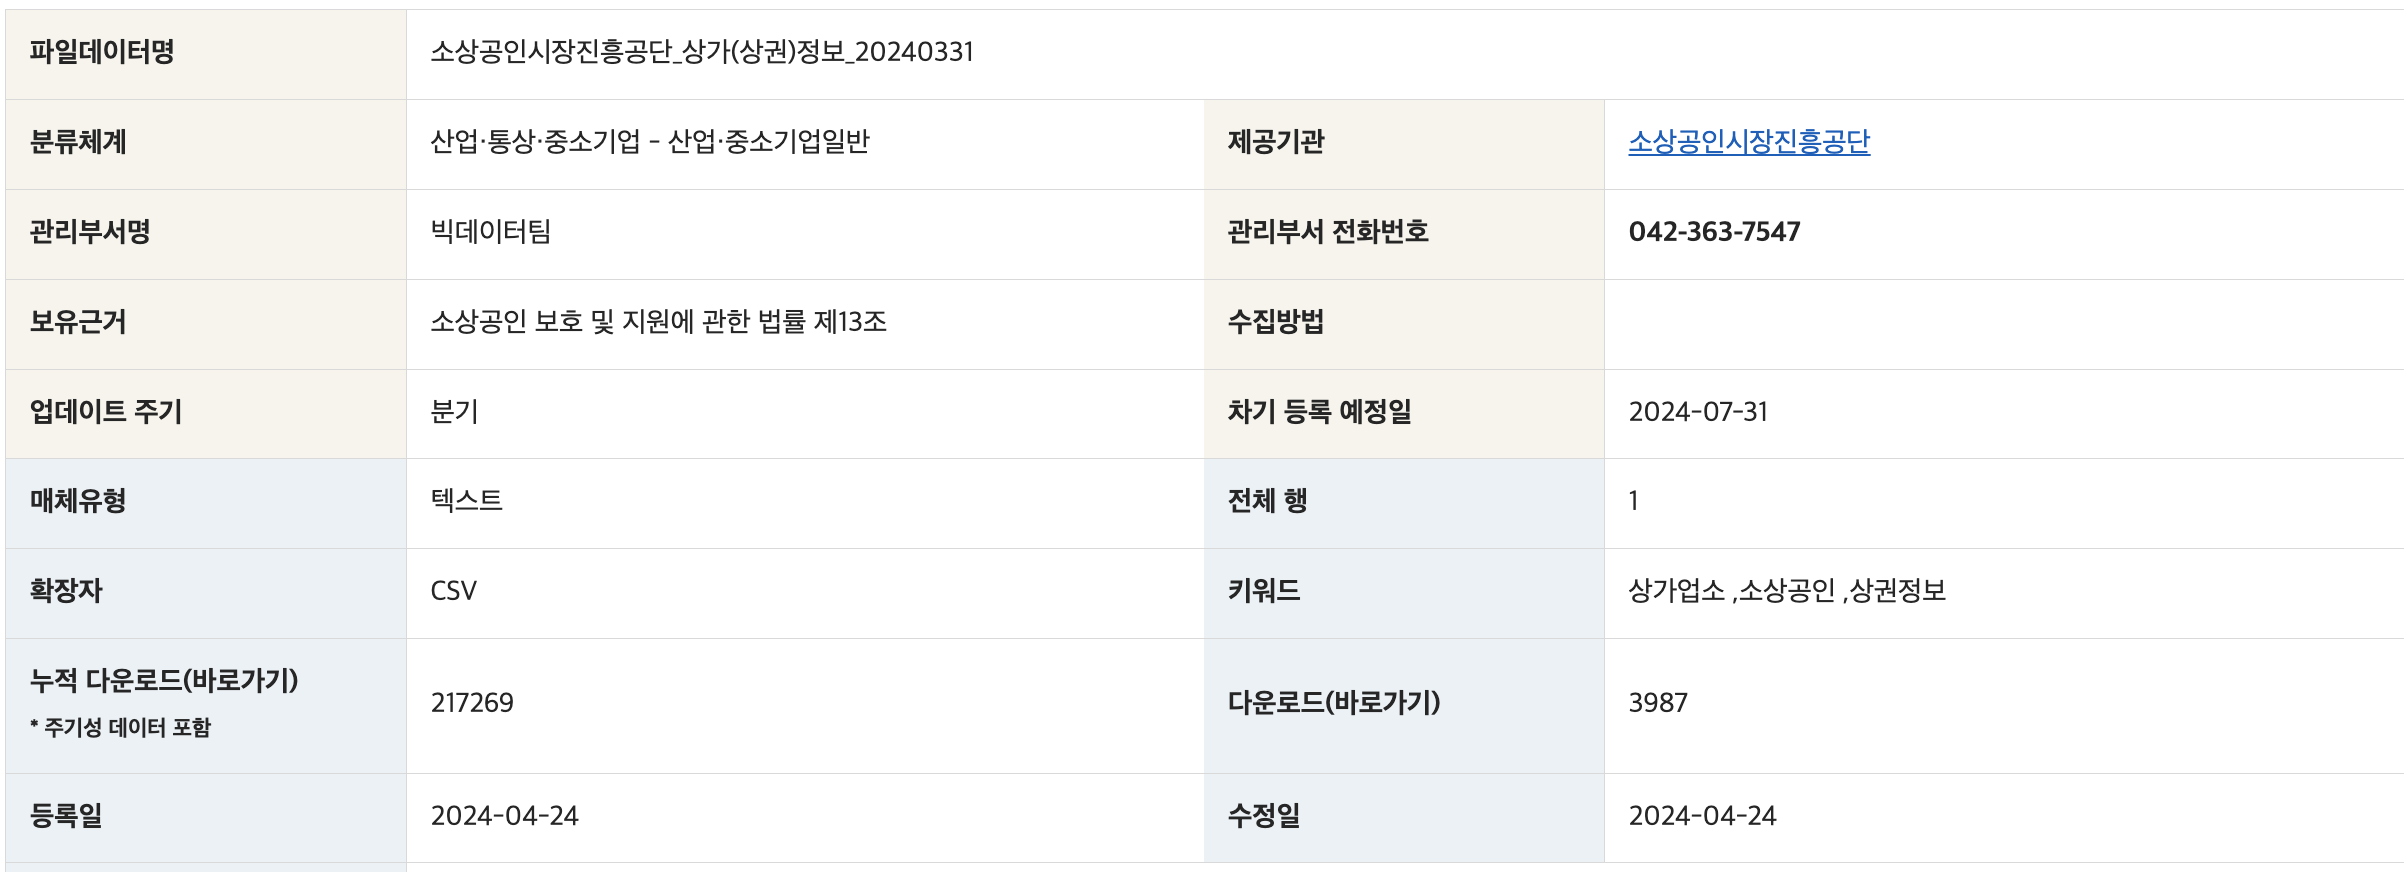 파일데이터명 소상공인시장진흥공단_상가(상권)정보_20240331
분류체계 산업·통상·중소기업 - 산업·중소기업일반 제공기관 소상공인시장진흥공단
관리부서명 빅데이터팀 관리부서 전화번호 042-363-7547
보유근거 소상공인 보호 및 지원에 관한 법률 제13조 수집방법
업데이트 주기 분기 차기 등록 예정일 2024-07-31
매체유형 텍스트 전체 행 1
확장자 CSV 키워드 상가업소 ,소상공인 ,상권정보
누적 다운로드(바로가기) 217269 다운로드(바로가기) 3987
* 주기성 데이터 포함
등록일 2024-04-24 수정일 2024-04-24